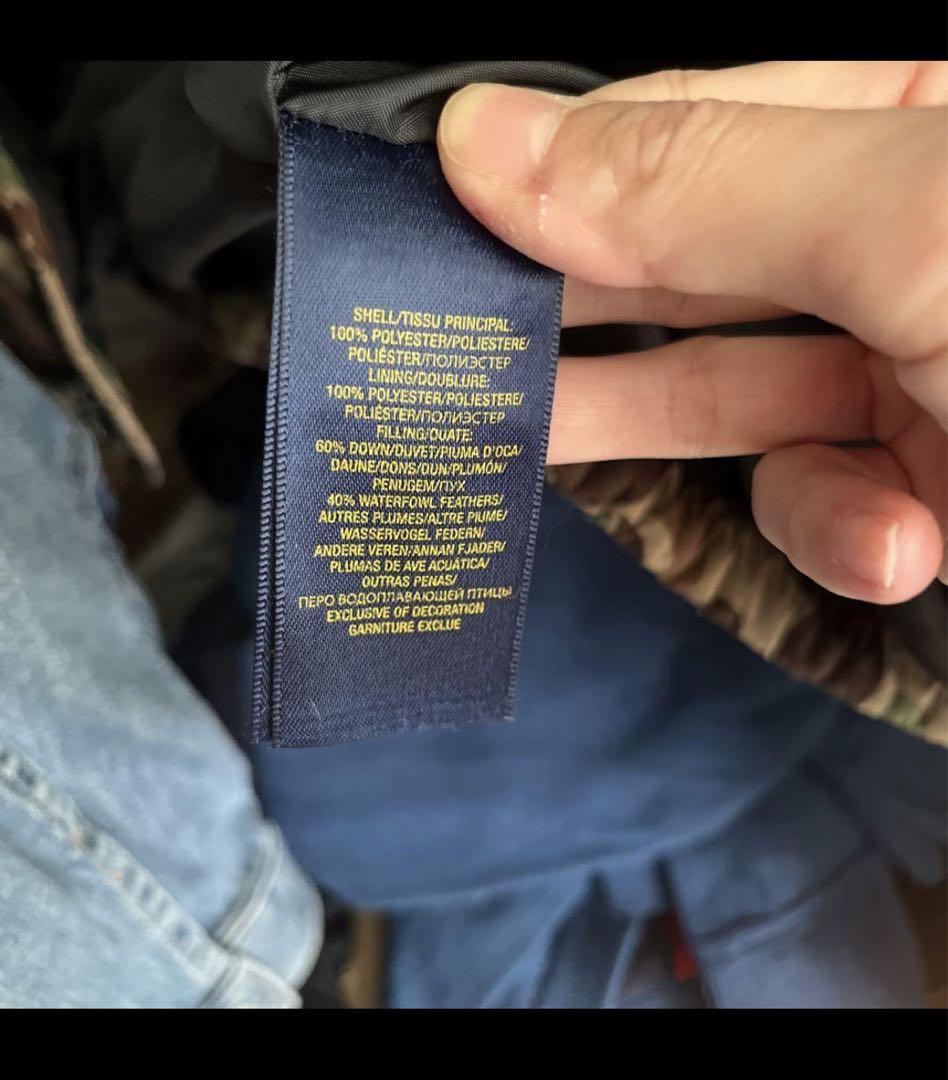 SHELL/TISSU PRINCIPAL:
100% POLYESTER/POLIESTERE/
POLIÉSTER/ПОЛИЭСТЕР
LINING/DOUBLURE:
100% POLYESTER/POLIESTERE/
POLIÉSTER/ПОЛИЭСТЕР
FILLING/OUATE:
60% DOWN/DUVET/PIUMA D'OCA/
DAUNE/DONS/DUN/PLUMÓN/
PENUGEM/ПУХ
40% WATERFOWL FEATHERS/
AUTRES PLUMES/ALTRE PIUME/
WASSERVOGEL FEDERN/
ANDERE VEREN/ANNAN FJADER/
PLUMAS DE AVE ACUÁTICA/
OUTRAS PENAS/
ПЕРО ВОДОПЛАВАЮЩЕЙ ПТИЦЫ
EXCLUSIVE OF DECORATION
GARNITURE EXCLUE